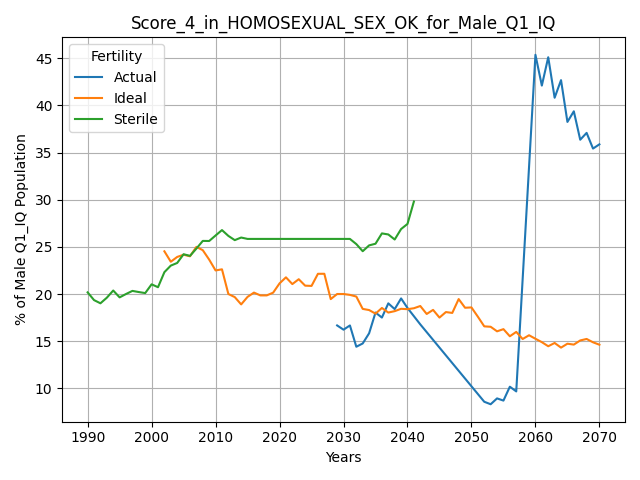 Score_4_in_HOMOSEXUAL_SEX_OK_for_Male_Q1_IQ
Fertility
Actual
Ideal
Sterile
% of Male Q1_IQ Population
45
40
35
30
25
20
15
10
1990 2000 2010 2020 2030 2040 2050 2060 2070
Years